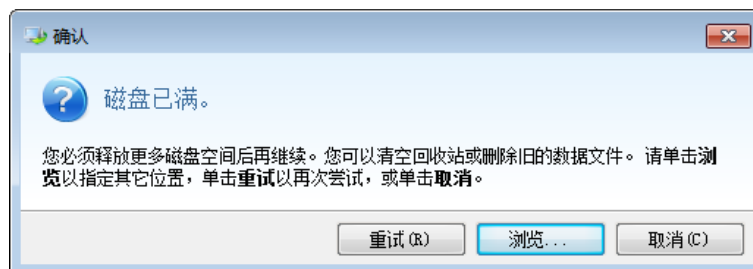 确认
磁盘已满。
您必须释放更多磁盘空间后再继续。您可以清空回收站或删除旧的数据文件。 请单击浏
览以指定其它位置，单击重试以再次尝试，或单击取消。
重试(R) 浏览... 取消(C)